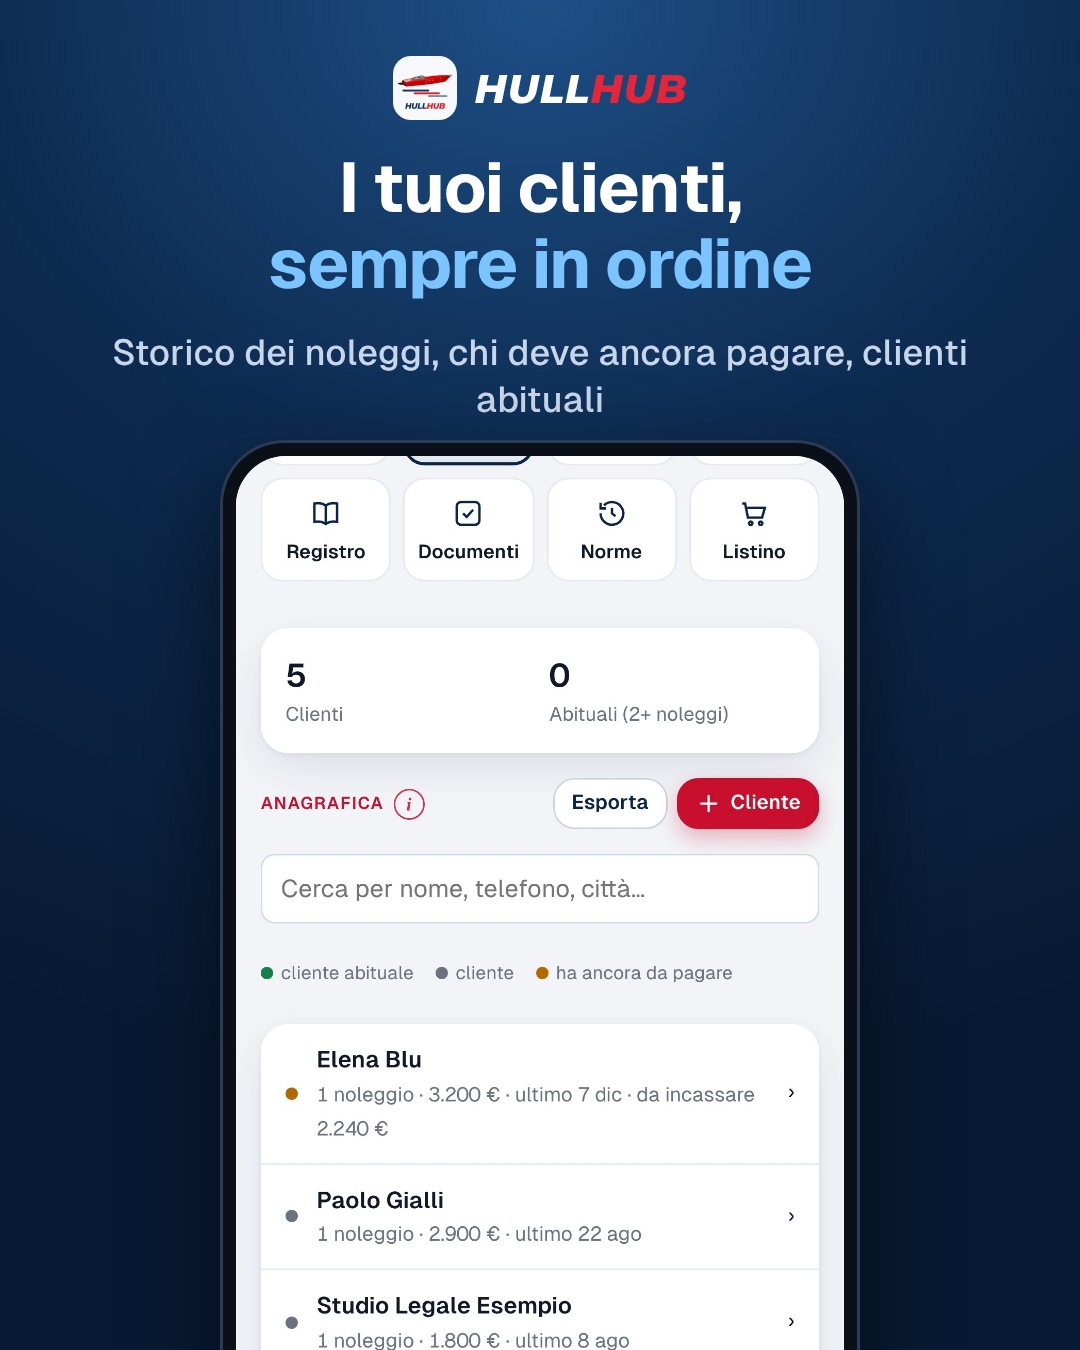 HULLHUB
HULLHUB
I tuoi clienti,
sempre in ordine
Storico dei noleggi, chi deve ancora pagare, clienti
abituali
Registro
Documenti
Norme
Listino
5
Clienti
0
Abituali (2+ noleggi)
ANAGRAFICA i
Esporta
+ Cliente
Cerca per nome, telefono, città...
cliente abituale
cliente
ha ancora da pagare
Elena Blu
1 noleggio · 3.200 € · ultimo 7 dic · da incassare
2.240 €
Paolo Gialli
1 noleggio · 2.900 € · ultimo 22 ago
Studio Legale Esempio
1 noleggio · 1.800 € · ultimo 8 ago